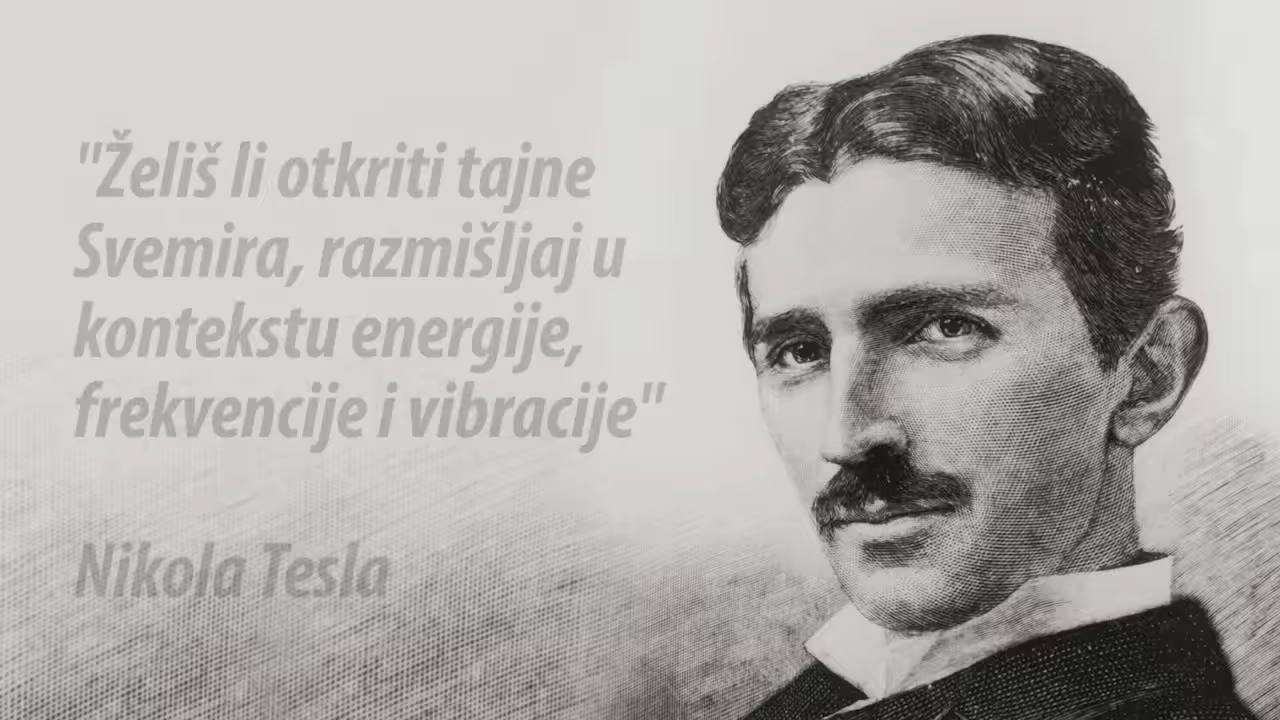 "Želiš li otkriti tajne
Svemira, razmišljaj u
kontekstu energije,
frekvencije i vibracije"
Nikola Tesla